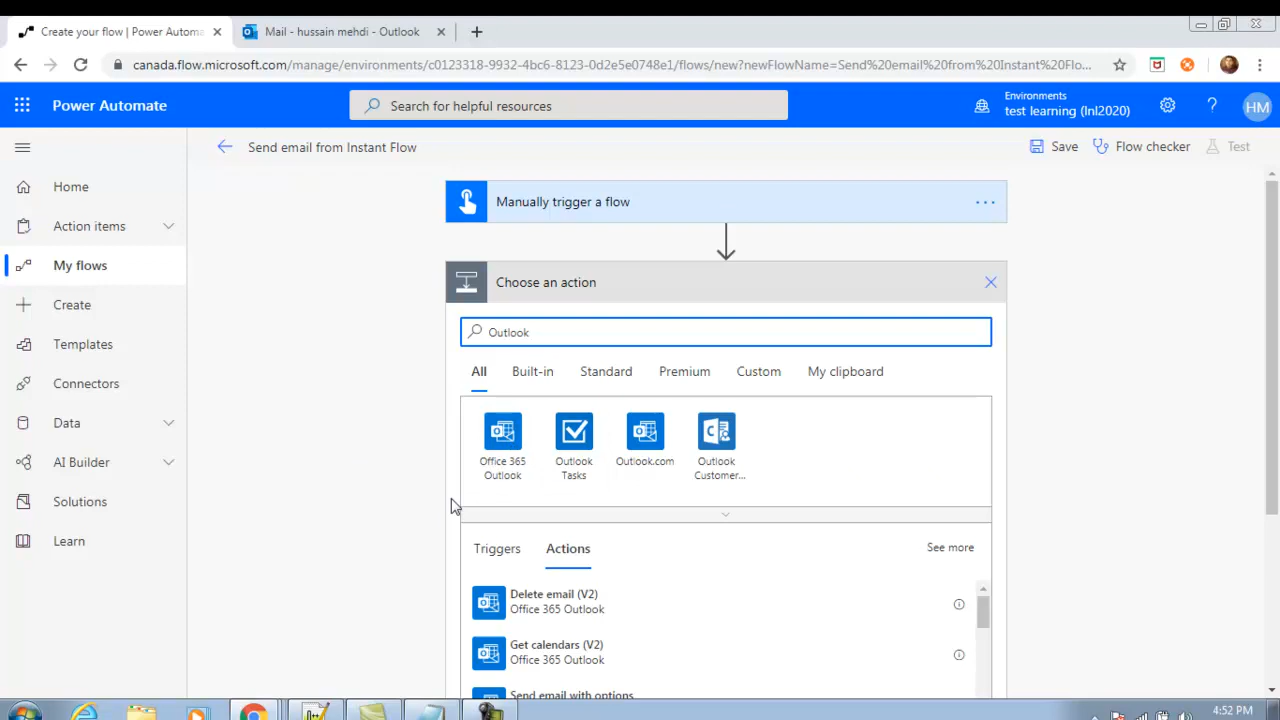 Create your flow | Power Automa
Mail - hussain mehdi - Outlook
canada.flow.microsoft.com/manage/environments/c0123318-9932-4bc6-8123-0d2e5e0748e1/flows/new?newFlowName=Send%20email%20from%20Instant%20Flo...
Power Automate
Search for helpful resources
Environments
test learning (lnl2020)
?
HM
Send email from Instant Flow
Save
Flow checker
Test
Home
Action items
My flows
Create
Templates
Connectors
Data
AI Builder
Solutions
Learn
Manually trigger a flow
...
Choose an action
Outlook
All
Built-in
Standard
Premium
Custom
My clipboard
Office 365
Outlook
Outlook
Tasks
Outlook.com
Outlook
Customer...
Triggers
Actions
See more
Delete email (V2)
Office 365 Outlook
Get calendars (V2)
Office 365 Outlook
Send email with options
4:52 PM